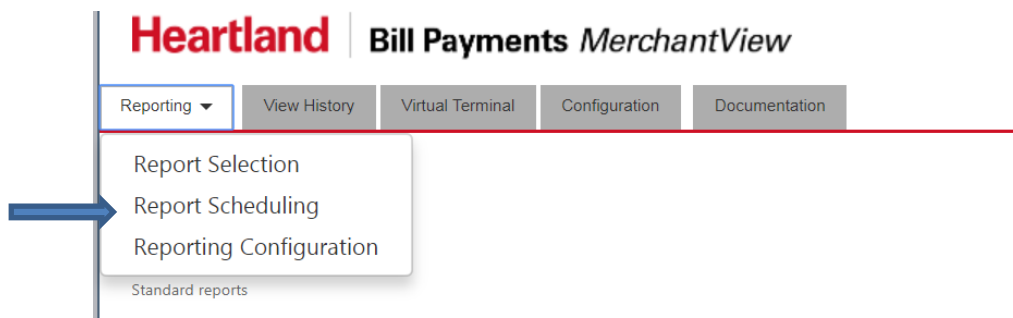 Heartland Bill Payments MerchantView
Reporting View History Virtual Terminal Configuration Documentation
Report Selection
Report Scheduling
Reporting Configuration
Standard reports